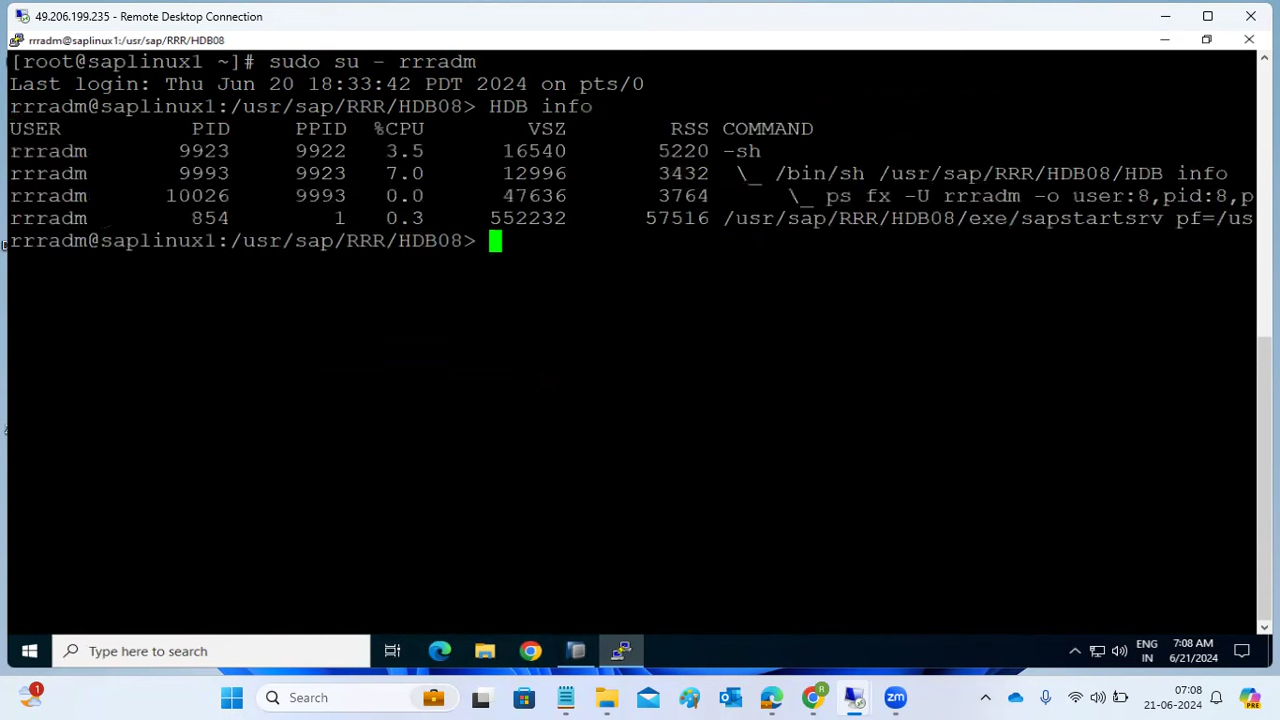 49.206.199.235 - Remote Desktop Connection
rrradm@saplinux1:/usr/sap/RRR/HDB08
[root@saplinux1 ~]# sudo su - rrradm
Last login: Thu Jun 20 18:33:42 PDT 2024 on pts/0
rrradm@saplinux1:/usr/sap/RRR/HDB08> HDB info
USER PID PPID %CPU VSZ RSS COMMAND
rrradm 9923 9922 3.5 16540 5220 -sh
rrradm 9993 9923 7.0 12996 3432 \_ /bin/sh /usr/sap/RRR/HDB08/HDB info
rrradm 10026 9993 0.0 47636 3764 \_ ps fx -U rrradm -o user:8,pid:8,p
rrradm 854 1 0.3 552232 57516 /usr/sap/RRR/HDB08/exe/sapstartsrv pf=/us
rrradm@saplinux1:/usr/sap/RRR/HDB08>
Type here to search
ENG
IN
7:08 AM
6/21/2024
1
Search
zm
R
07:08
21-06-2024
PRE